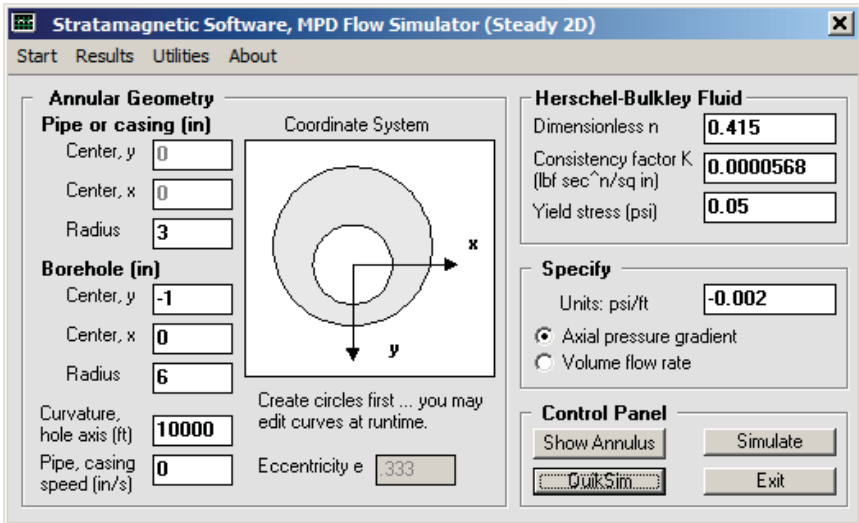 Stratamagnetic Software, MPD Flow Simulator (Steady 2D)
Start Results Utilities About
Annular Geometry
Pipe or casing (in)
Center, y 0
Center, x 0
Radius 3
Borehole (in)
Center, y -1
Center, x 0
Radius 6
Curvature,
hole axis (ft) 10000
Pipe, casing
speed (in/s) 0
Coordinate System
x
y
Create circles first ... you may
edit curves at runtime.
Eccentricity e .333
Herschel-Bulkley Fluid
Dimensionless n 0.415
Consistency factor K
(lbf sec^n/sq in) 0.0000568
Yield stress (psi) 0.05
Specify
Units: psi/ft -0.002
Axial pressure gradient
Volume flow rate
Control Panel
Show Annulus Simulate
QuikSim Exit